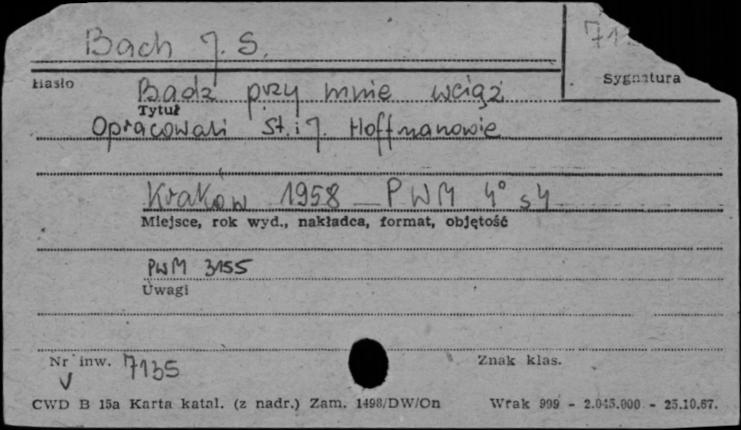 Bach J. S.
Hasło
Sygnatura
Bądź przy mnie wciąż
Tytuł
Opracowali St. i J. Hoffmanowie
Kraków 1958 PWM 4° s 4
Miejsce, rok wyd., nakładca, format, objętość
PWM 3155
Uwagi
Nr inw. 7135
Znak klas.
CWD B 15a Karta katal. (z nadr.) Zam. 1498/DW/On Wrak 999 - 2.045.000 - 25.10.67.